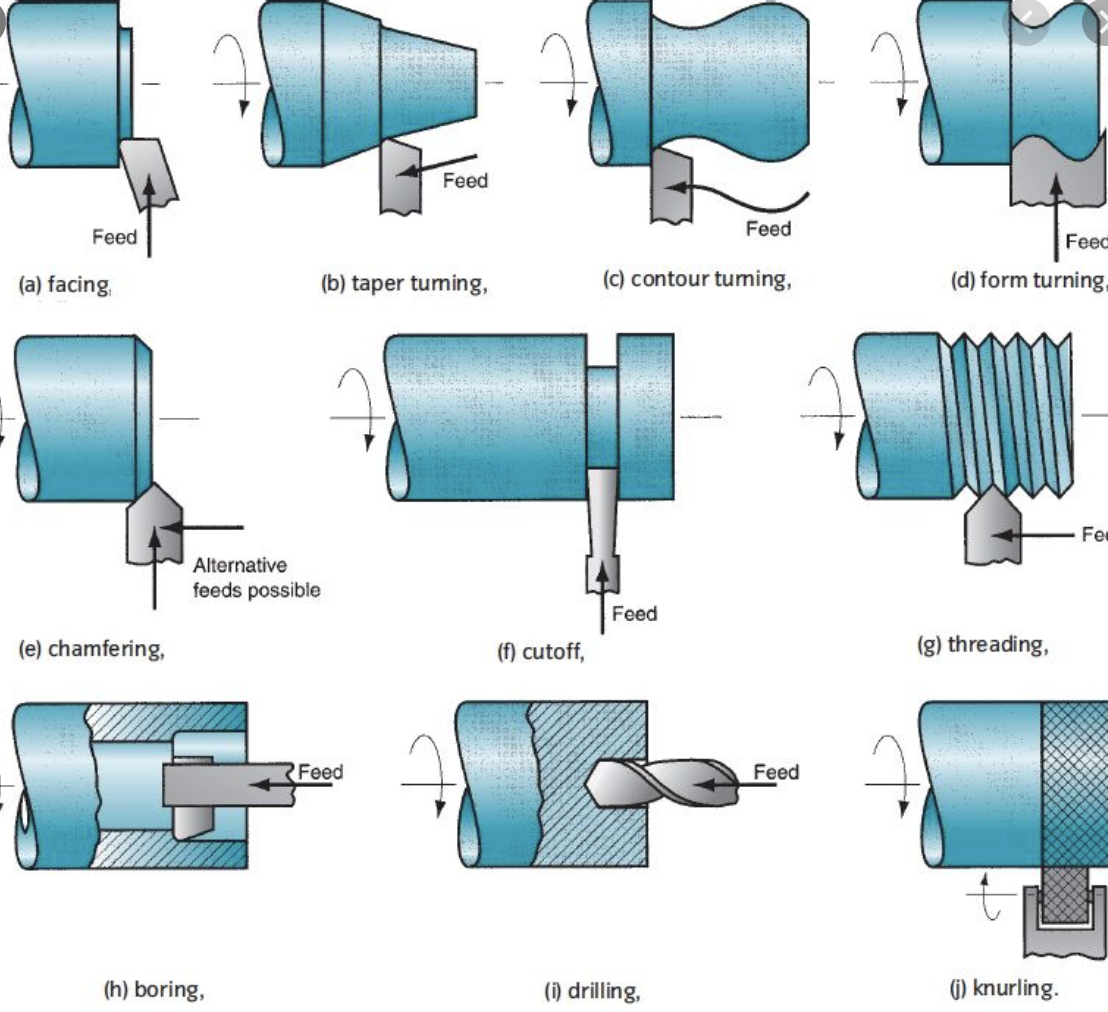 Feed
Feed
Feed
Feed
(a) facing,
(b) taper turning,
(c) contour turning,
(d) form turning,
Alternative
feeds possible
Feed
Fee
(e) chamfering,
(f) cutoff,
(g) threading,
Feed
Feed
(h) boring,
(i) drilling,
(j) knurling.